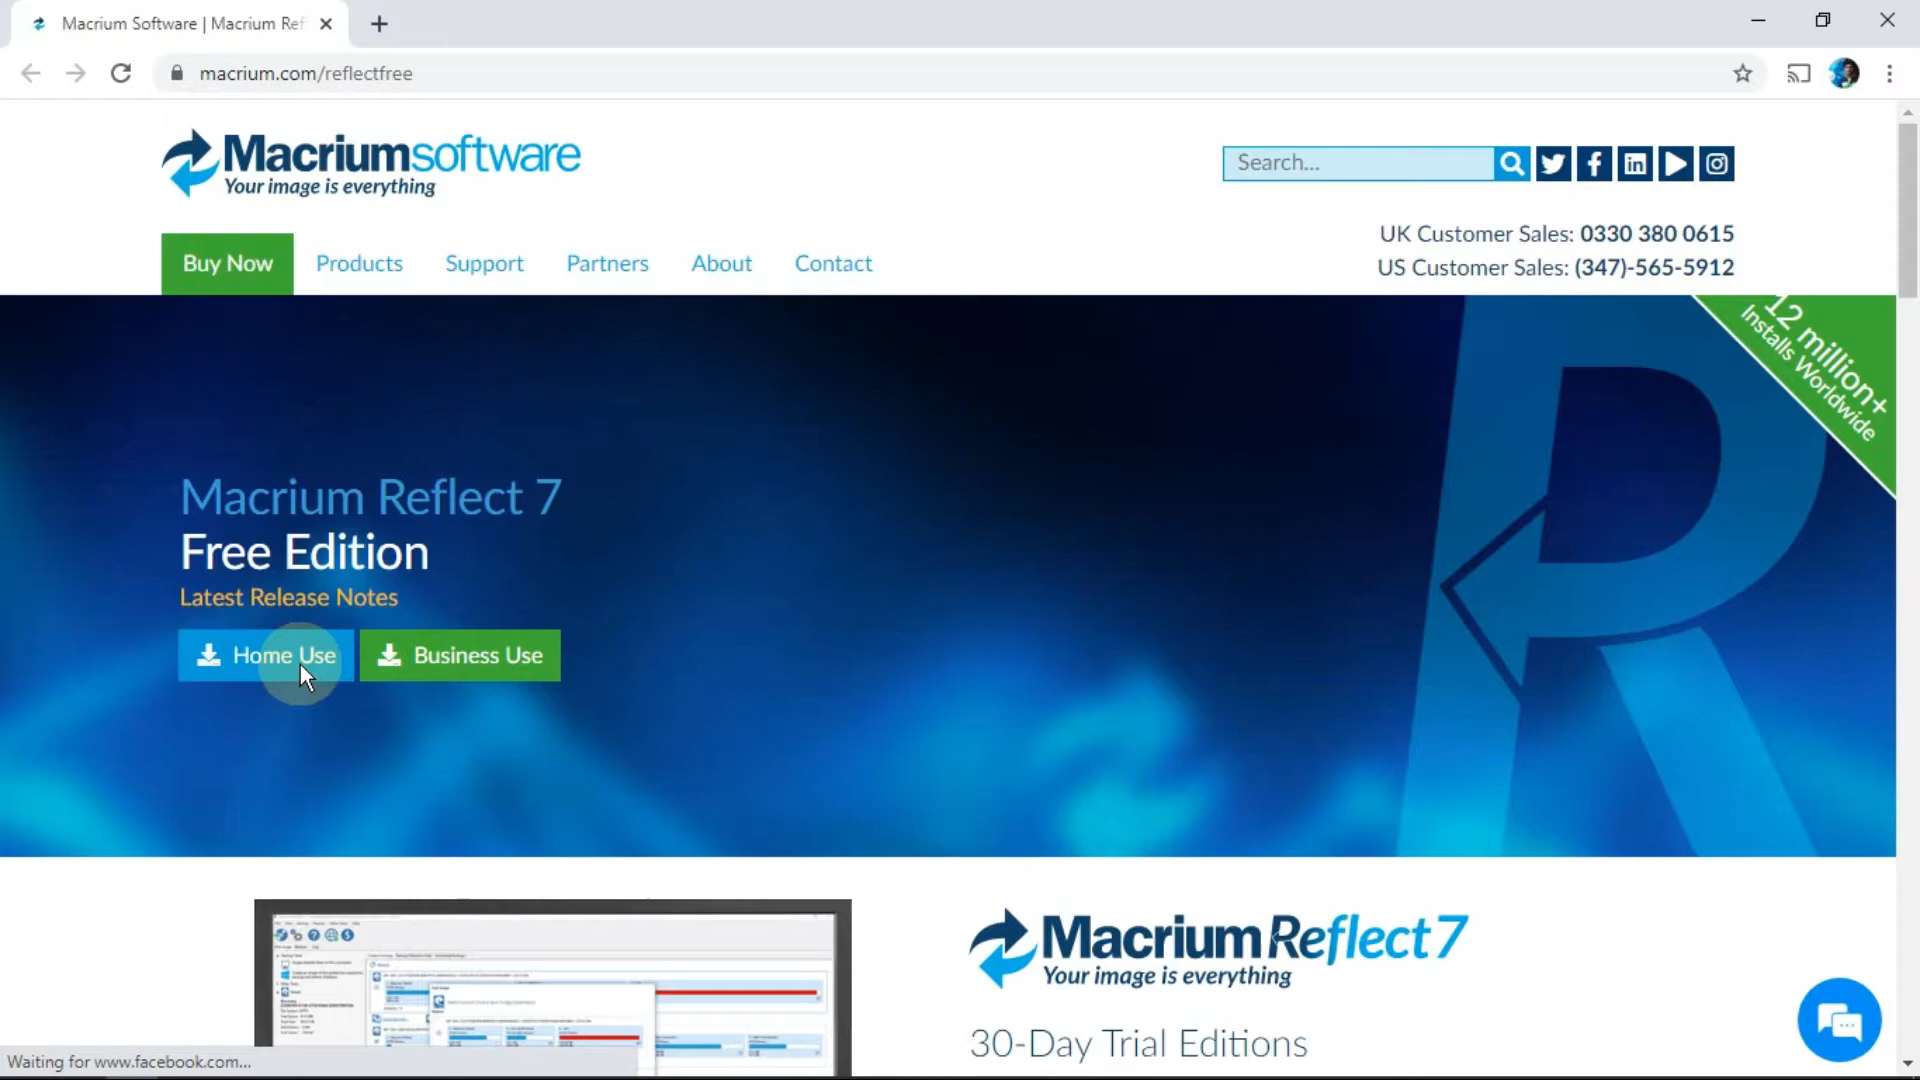 Macrium Software | Macrium Ref
macrium.com/reflectfree
Macriumsoftware
Your image is everything
Search...
UK Customer Sales: 0330 380 0615
US Customer Sales: (347)-565-5912
Buy Now Products Support Partners About Contact
12 million+
Installs Worldwide
Macrium Reflect 7
Free Edition
Latest Release Notes
Home Use Business Use
Macrium Reflect 7
Your image is everything
30-Day Trial Editions
Waiting for www.facebook.com...